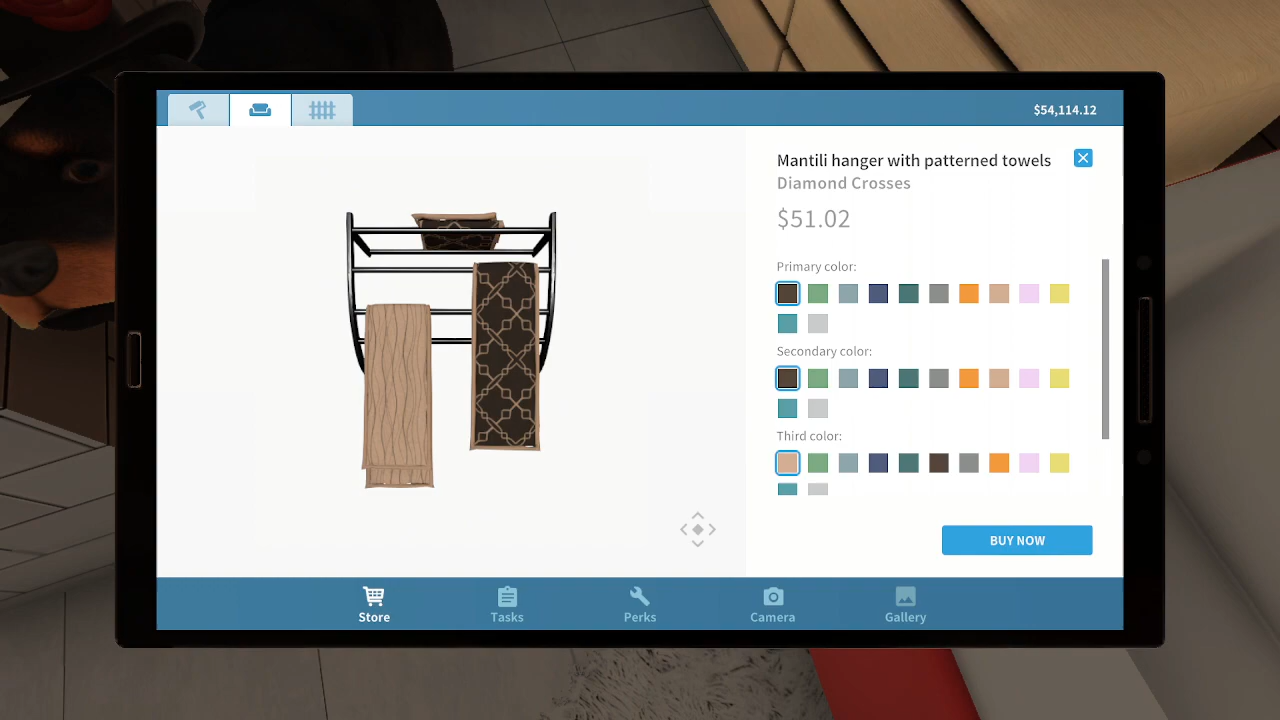 $54,114.12
Mantili hanger with patterned towels
Diamond Crosses
$51.02
Primary color:
Secondary color:
Third color:
BUY NOW
Store
Tasks
Perks
Camera
Gallery